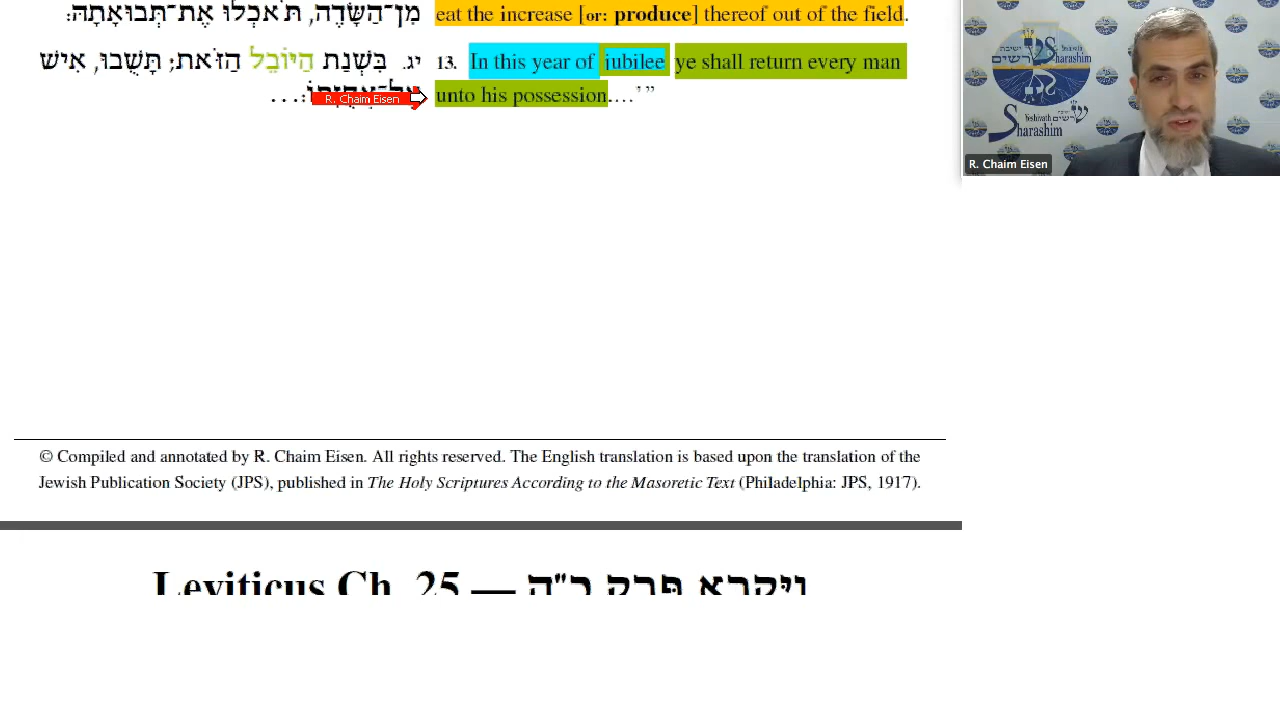 מִן־הַשָּׂדֶה, תֹּאכְלוּ אֶת־תְּבוּאָתָהּ:
eat the increase [or: produce] thereof out of the field.
יג. בִּשְׁנַת הַיּוֹבֵל הַזֹּאת; תָּשֻׁבוּ, אִישׁ
13. In this year of jubilee ye shall return every man
unto his possession....’ ”
R. Chaim Eisen
ישיבת
שרשים
Yeshivath
Sharashim
R. Chaim Eisen
© Compiled and annotated by R. Chaim Eisen. All rights reserved. The English translation is based upon the translation of the
Jewish Publication Society (JPS), published in The Holy Scriptures According to the Masoretic Text (Philadelphia: JPS, 1917).
Leviticus Ch. 25 — וַיִּקְרָא פֶּרֶק כ"ה